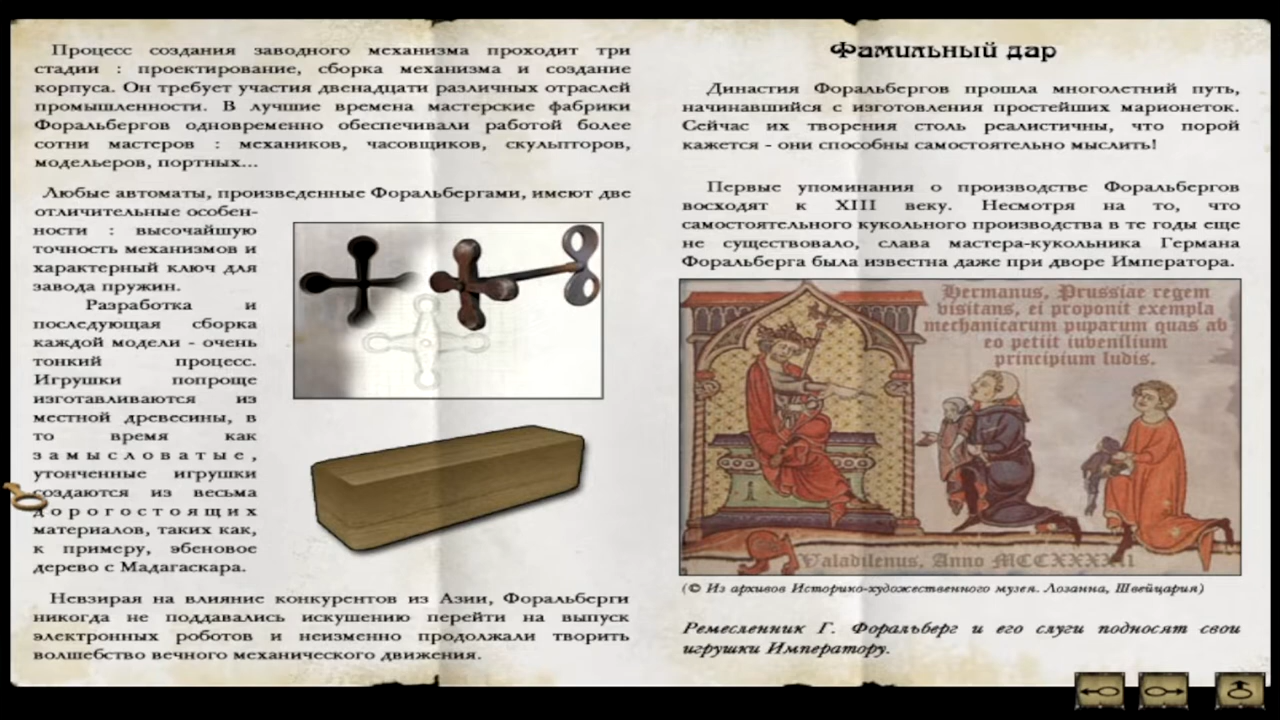 Процесс создания заводного механизма проходит три
стадии : проектирование, сборка механизма и создание
корпуса. Он требует участия двенадцати различных отраслей
промышленности. В лучшие времена мастерские фабрики
Форальбергов одновременно обеспечивали работой более
сотни мастеров : механиков, часовщиков, скульпторов,
модельеров, портных...
Любые автоматы, произведенные Форальбергами, имеют две
отличительные особен-
ности : высочайшую
точность механизмов и
характерный ключ для
завода пружин.
Разработка и
последующая сборка
каждой модели - очень
тонкий процесс.
Игрушки попроще
изготавливаются из
местной древесины, в
то время как
замысловатые,
утонченные игрушки
создаются из весьма
дорогостоящих
материалов, таких как,
к примеру, эбеновое
дерево с Мадагаскара.
Невзирая на влияние конкурентов из Азии, Форальберги
никогда не поддавались искушению перейти на выпуск
электронных роботов и неизменно продолжали творить
волшебство вечного механического движения.
Фамильный дар
Династия Форальбергов прошла многолетний путь,
начинавшийся с изготовления простейших марионеток.
Сейчас их творения столь реалистичны, что порой
кажется - они способны самостоятельно мыслить!
Первые упоминания о производстве Форальбергов
восходят к XIII веку. Несмотря на то, что
самостоятельного кукольного производства в те годы еще
не существовало, слава мастера-кукольника Германа
Форальберга была известна даже при дворе Императора.
Hermanus, Prussiae regem
visitans, ei proponit exempla
mechanicarum puparum quas ab
eo petiit iuvenilium
principium ludis.
Valadilenus, Anno
(© Из архивов Историко-художественного музея. Лозанна, Швейцария)
Ремесленник Г. Форальберг и его слуги подносят свои
игрушки Императору.